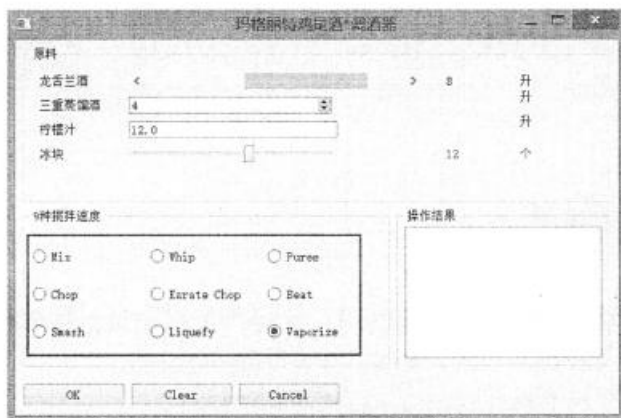 玛格丽特鸡尾酒*调酒器
原料
龙舌兰酒 < > 8 升
三重蒸馏酒 4 升
柠檬汁 12.0 升
冰块 12 个
9种搅拌速度
Mix Whip Puree
Chop Karate Chop Beat
Smash Liquefy Vaporize
操作结果
OK Clear Cancel